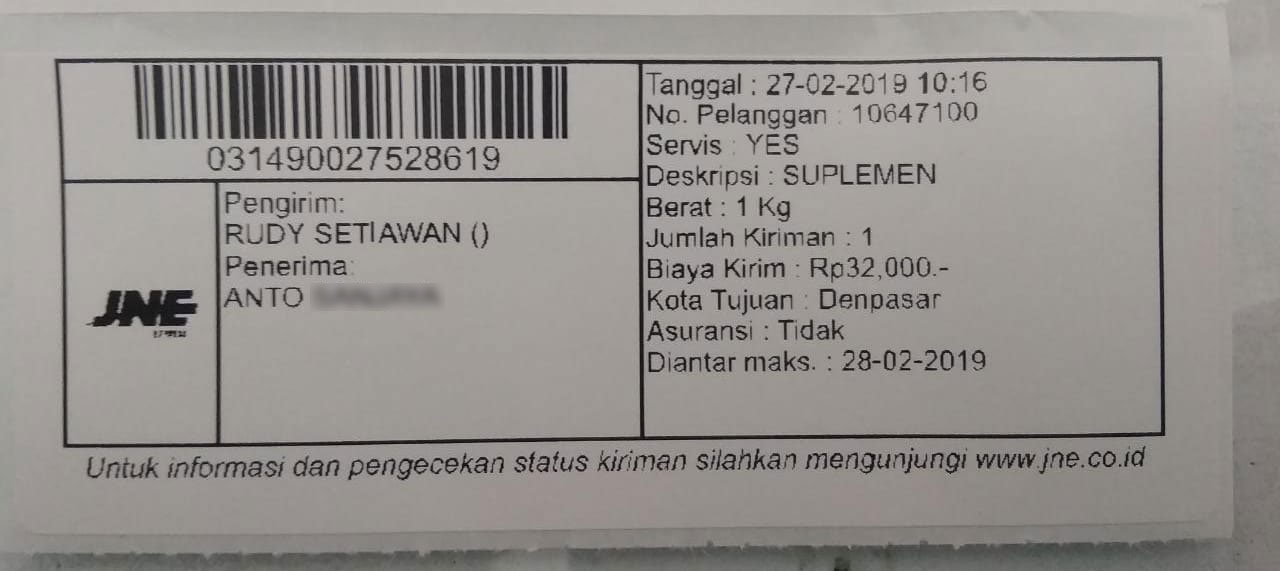 031490027528619
Pengirim:
RUDY SETIAWAN ()
Penerima:
ANTO
JNE
EXPRESS
Tanggal : 27-02-2019 10:16
No. Pelanggan : 10647100
Servis : YES
Deskripsi : SUPLEMEN
Berat : 1 Kg
Jumlah Kiriman : 1
Biaya Kirim : Rp32,000.-
Kota Tujuan : Denpasar
Asuransi : Tidak
Diantar maks. : 28-02-2019
Untuk informasi dan pengecekan status kiriman silahkan mengunjungi www.jne.co.id